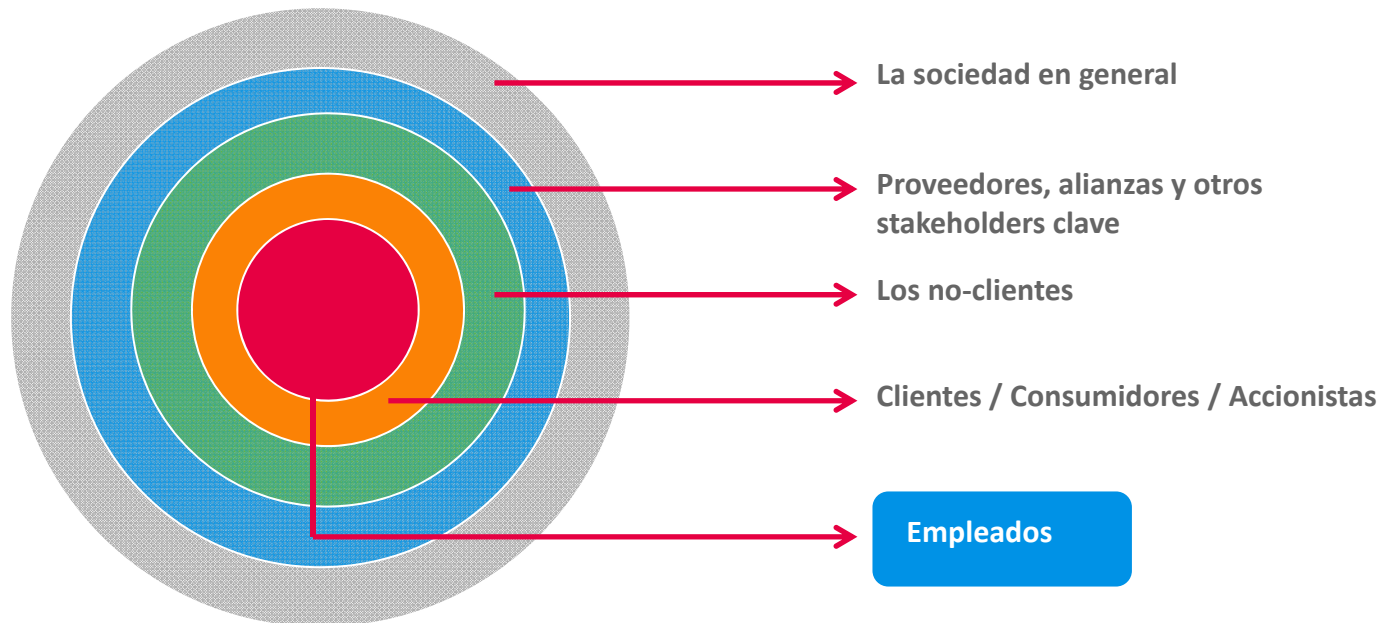 La sociedad en general
Proveedores, alianzas y otros
stakeholders clave
Los no-clientes
Clientes / Consumidores / Accionistas
Empleados